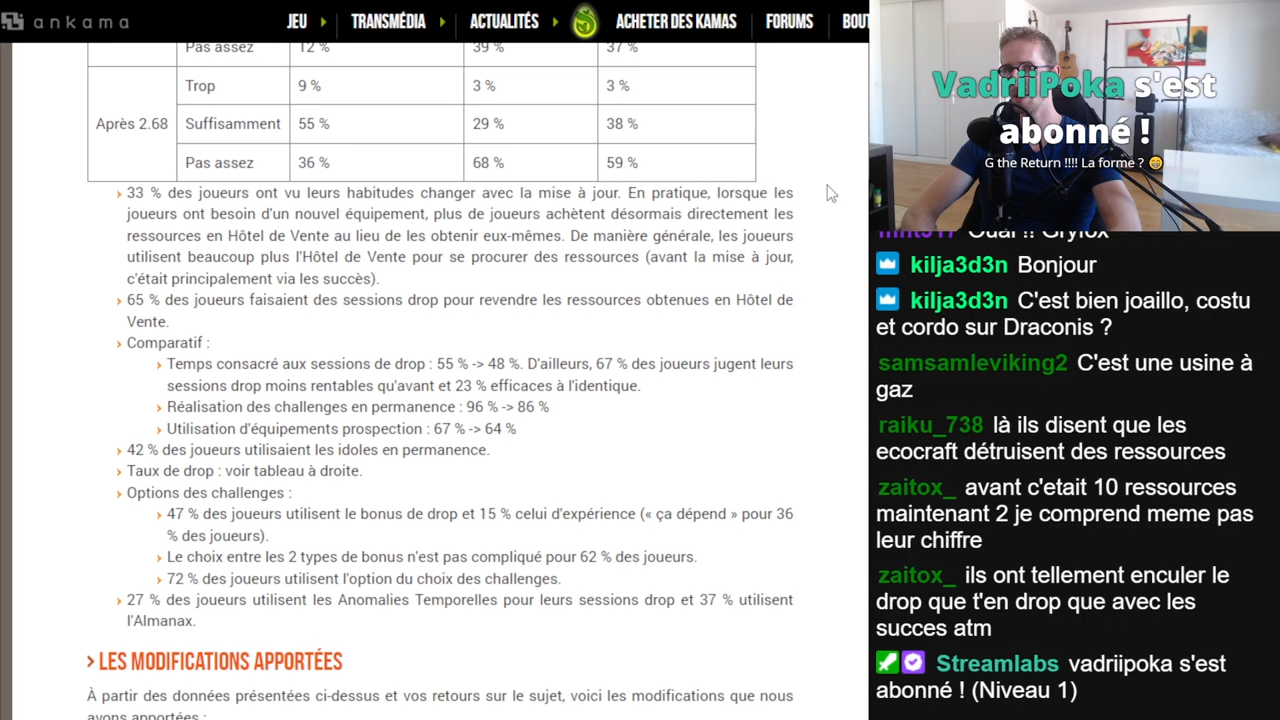 ankama
JEU
TRANSMÉDIA
ACTUALITÉS
ACHETER DES KAMAS
FORUMS
BOU
Pas assez 12 % 39 % 37 %
Trop 9 % 3 % 3 %
Après 2.68 Suffisamment 55 % 29 % 38 %
Pas assez 36 % 68 % 59 %
33 % des joueurs ont vu leurs habitudes changer avec la mise à jour. En pratique, lorsque les
joueurs ont besoin d'un nouvel équipement, plus de joueurs achètent désormais directement les
ressources en Hôtel de Vente au lieu de les obtenir eux-mêmes. De manière générale, les joueurs
utilisent beaucoup plus l'Hôtel de Vente pour se procurer des ressources (avant la mise à jour,
c'était principalement via les succès).
65 % des joueurs faisaient des sessions drop pour revendre les ressources obtenues en Hôtel de
Vente.
Comparatif :
Temps consacré aux sessions de drop : 55 % -> 48 %. D'ailleurs, 67 % des joueurs jugent leurs
sessions drop moins rentables qu'avant et 23 % efficaces à l'identique.
Réalisation des challenges en permanence : 96 % -> 86 %
Utilisation d'équipements prospection : 67 % -> 64 %
42 % des joueurs utilisaient les idoles en permanence.
Taux de drop : voir tableau à droite.
Options des challenges :
47 % des joueurs utilisent le bonus de drop et 15 % celui d'expérience (« ça dépend » pour 36
% des joueurs).
Le choix entre les 2 types de bonus n'est pas compliqué pour 62 % des joueurs.
72 % des joueurs utilisent l'option du choix des challenges.
27 % des joueurs utilisent les Anomalies Temporelles pour leurs sessions drop et 37 % utilisent
l'Almanax.
LES MODIFICATIONS APPORTÉES
À partir des données présentées ci-dessus et vos retours sur le sujet, voici les modifications que nous
avons apportées :
VadriiPoka s'est
abonné !
G the Return !!!! La forme ? 😁
Ouai !! Gryfox
kilja3d3n Bonjour
kilja3d3n C'est bien joaillo, costu
et cordo sur Draconis ?
samsamleviking2 C'est une usine à
gaz
raiku_738 là ils disent que les
ecocraft détruisent des ressources
zaitox_ avant c'etait 10 ressources
maintenant 2 je comprend meme pas
leur chiffre
zaitox_ ils ont tellement enculer le
drop que t'en drop que avec les
succes atm
Streamlabs vadriipoka s'est
abonné ! (Niveau 1)